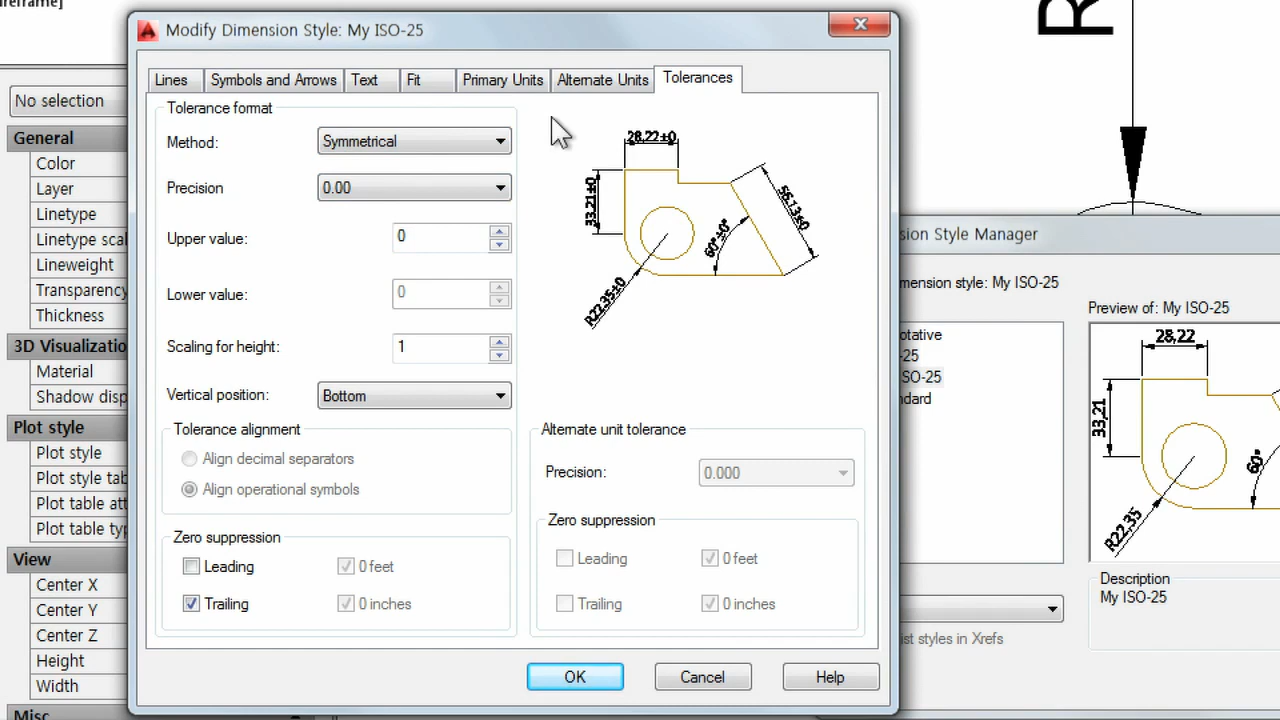 reframe]
No selection
General
Color
Layer
Linetype
Linetype scal
Lineweight
Transparency
Thickness
3D Visualizatio
Material
Shadow disp
Plot style
Plot style
Plot style tab
Plot table att
Plot table typ
View
Center X
Center Y
Center Z
Height
Width
Misc
Modify Dimension Style: My ISO-25
Lines
Symbols and Arrows
Text
Fit
Primary Units
Alternate Units
Tolerances
Tolerance format
Method:
Symmetrical
Precision
0.00
Upper value:
0
Lower value:
0
Scaling for height:
1
Vertical position:
Bottom
Tolerance alignment
Align decimal separators
Align operational symbols
Zero suppression
Leading
0 feet
Trailing
0 inches
28,22±0
33,21±0
56,13±0
60°±0°
R22,35±0
Alternate unit tolerance
Precision:
0.000
Zero suppression
Leading
0 feet
Trailing
0 inches
OK
Cancel
Help
R
sion Style Manager
mension style: My ISO-25
otative
-25
SO-25
ndard
Preview of: My ISO-25
28,22
33,21
60°
R22,35
Description
My ISO-25
ist styles in Xrefs